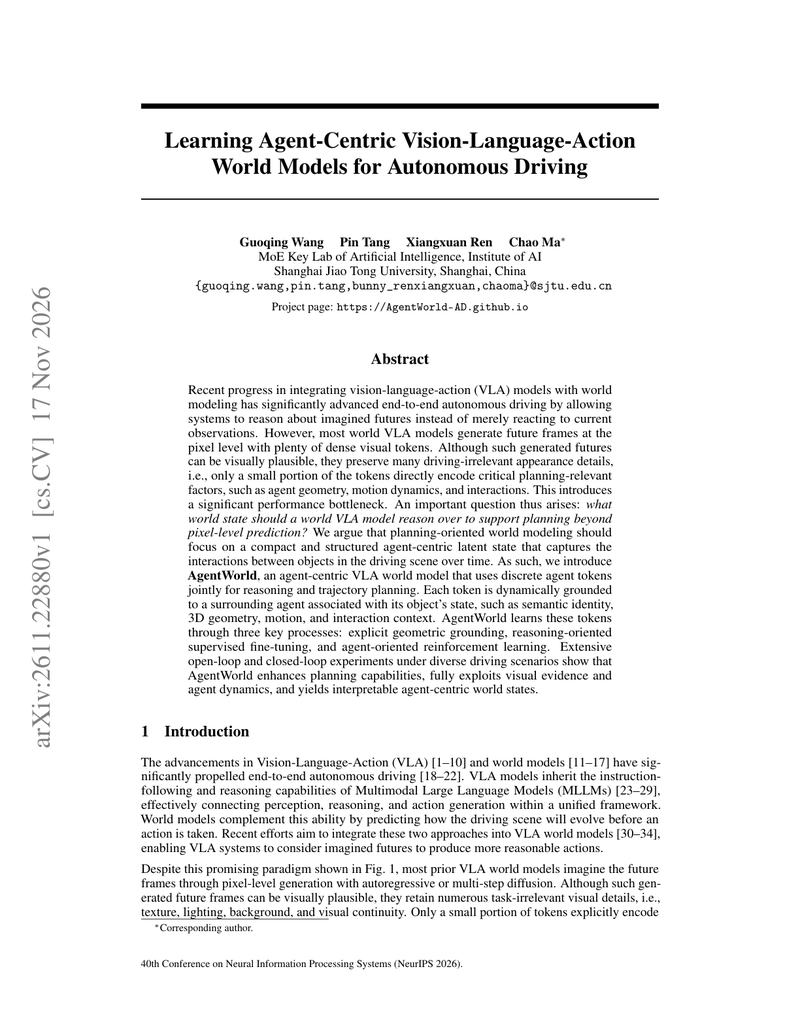 Learning Agent-Centric Vision-Language-Action
World Models for Autonomous Driving
Guoqing Wang Pin Tang Xiangxuan Ren Chao Ma*
MoE Key Lab of Artificial Intelligence, Institute of AI
Shanghai Jiao Tong University, Shanghai, China
{guoqing.wang,pin.tang,bunny_renxiangxuan,chaoma}@sjtu.edu.cn
Project page: https://AgentWorld-AD.github.io
arXiv:2611.22880v1 [cs.CV] 17 Nov 2026
Abstract
Recent progress in integrating vision-language-action (VLA) models with world
modeling has significantly advanced end-to-end autonomous driving by allowing
systems to reason about imagined futures instead of merely reacting to current
observations. However, most world VLA models generate future frames at the
pixel level with plenty of dense visual tokens. Although such generated futures
can be visually plausible, they preserve many driving-irrelevant appearance details,
i.e., only a small portion of the tokens directly encode critical planning-relevant
factors, such as agent geometry, motion dynamics, and interactions. This introduces
a significant performance bottleneck. An important question thus arises: what
world state should a world VLA model reason over to support planning beyond
pixel-level prediction? We argue that planning-oriented world modeling should
focus on a compact and structured agent-centric latent state that captures the
interactions between objects in the driving scene over time. As such, we introduce
AgentWorld, an agent-centric VLA world model that uses discrete agent tokens
jointly for reasoning and trajectory planning. Each token is dynamically grounded
to a surrounding agent associated with its object's state, such as semantic identity,
3D geometry, motion, and interaction context. AgentWorld learns these tokens
through three key processes: explicit geometric grounding, reasoning-oriented
supervised fine-tuning, and agent-oriented reinforcement learning. Extensive
open-loop and closed-loop experiments under diverse driving scenarios show that
AgentWorld enhances planning capabilities, fully exploits visual evidence and
agent dynamics, and yields interpretable agent-centric world states.
1 Introduction
The advancements in Vision-Language-Action (VLA) [1–10] and world models [11–17] have sig-
nificantly propelled end-to-end autonomous driving [18–22]. VLA models inherit the instruction-
following and reasoning capabilities of Multimodal Large Language Models (MLLMs) [23–29],
effectively connecting perception, reasoning, and action generation within a unified framework.
World models complement this ability by predicting how the driving scene will evolve before an
action is taken. Recent efforts aim to integrate these two approaches into VLA world models [30–34],
enabling VLA systems to consider imagined futures to produce more reasonable actions.
Despite this promising paradigm shown in Fig. 1, most prior VLA world models imagine the future
frames through pixel-level generation with autoregressive or multi-step diffusion. Although such gen-
erated future frames can be visually plausible, they retain numerous task-irrelevant visual details, i.e.,
texture, lighting, background, and visual continuity. Only a small portion of tokens explicitly encode
*Corresponding author.
40th Conference on Neural Information Processing Systems (NeurIPS 2026).